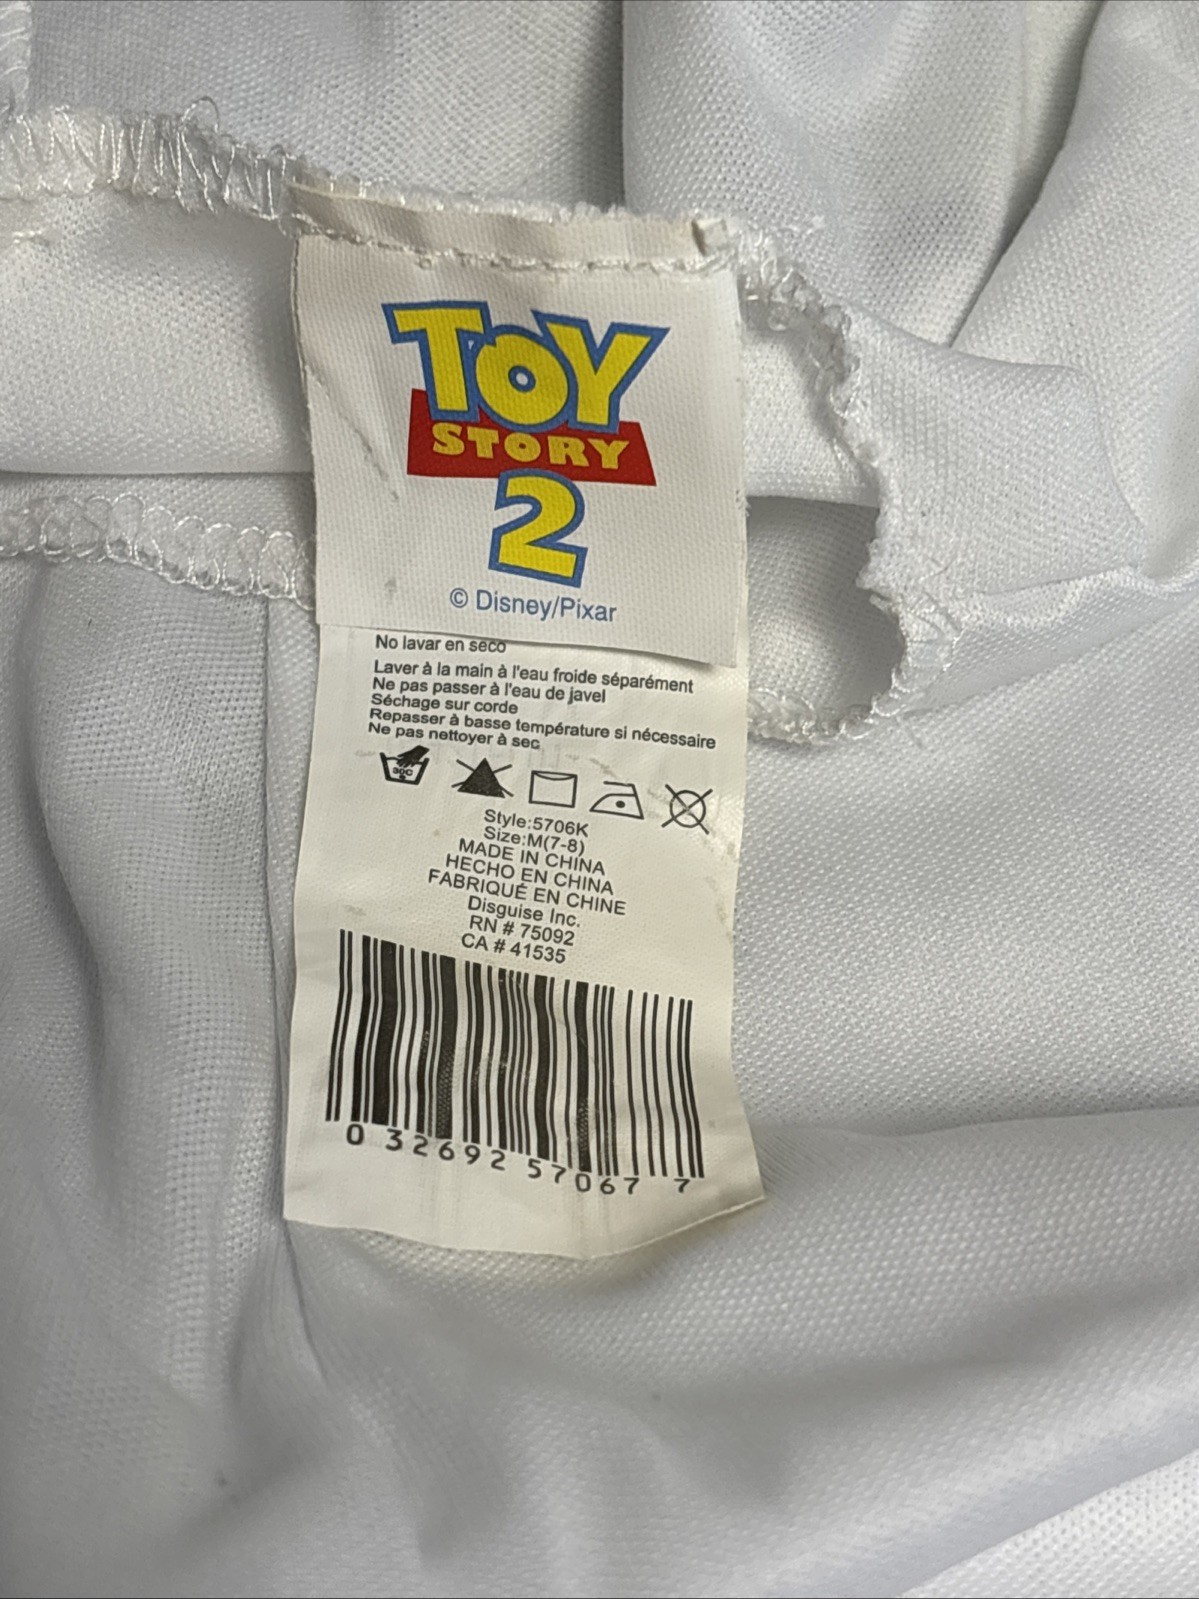 TOY
STORY
2
© Disney/Pixar
No lavar en seco
Laver à la main à l'eau froide séparément
Ne pas passer à l'eau de javel
Séchage sur corde
Repasser à basse température si nécessaire
Ne pas nettoyer à sec
30C
Style:5706K
Size:M(7-8)
MADE IN CHINA
HECHO EN CHINA
FABRIQUÉ EN CHINE
Disguise Inc.
RN # 75092
CA # 41535
0 32692 57067 7